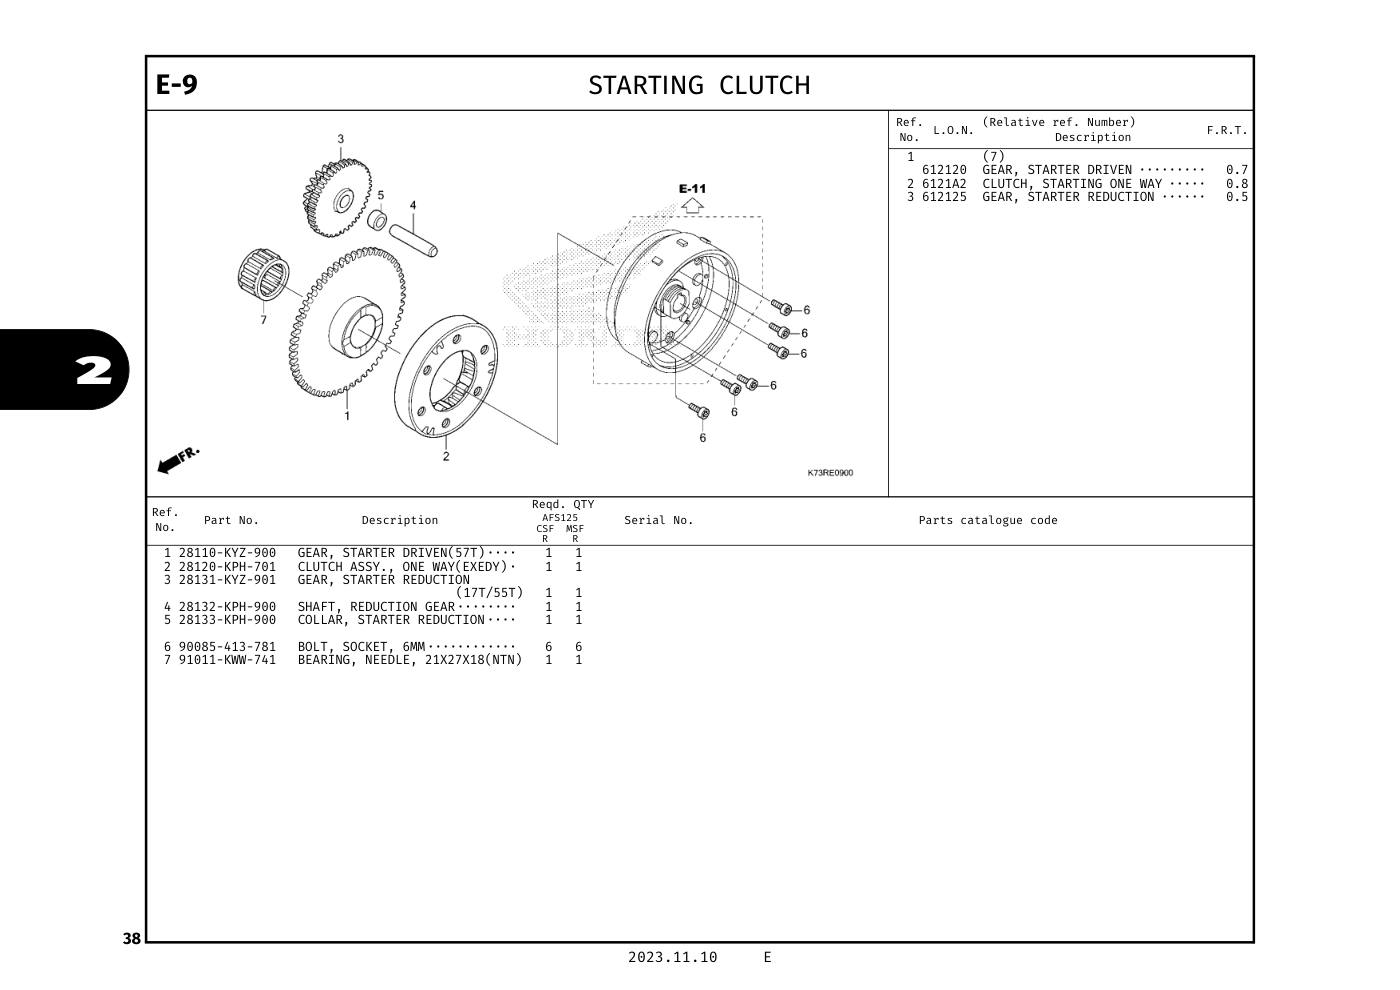 E-9 STARTING CLUTCH
3
5
4
7
1
2
E-11
6
6
6
6
6
6
HONDA
FR.
K73RE0900
Ref. No. L.O.N. (Relative ref. Number) Description F.R.T.
1 (7)
612120 GEAR, STARTER DRIVEN ········· 0.7
2 6121A2 CLUTCH, STARTING ONE WAY ····· 0.8
3 612125 GEAR, STARTER REDUCTION ······ 0.5
Ref. No. Part No. Description Reqd. QTY AFS125 CSF R MSF R Serial No. Parts catalogue code
1 28110-KYZ-900 GEAR, STARTER DRIVEN(57T)···· 1 1
2 28120-KPH-701 CLUTCH ASSY., ONE WAY(EXEDY)· 1 1
3 28131-KYZ-901 GEAR, STARTER REDUCTION
(17T/55T) 1 1
4 28132-KPH-900 SHAFT, REDUCTION GEAR········ 1 1
5 28133-KPH-900 COLLAR, STARTER REDUCTION···· 1 1
6 90085-413-781 BOLT, SOCKET, 6MM············ 6 6
7 91011-KWW-741 BEARING, NEEDLE, 21X27X18(NTN) 1 1
2
38
2023.11.10 E